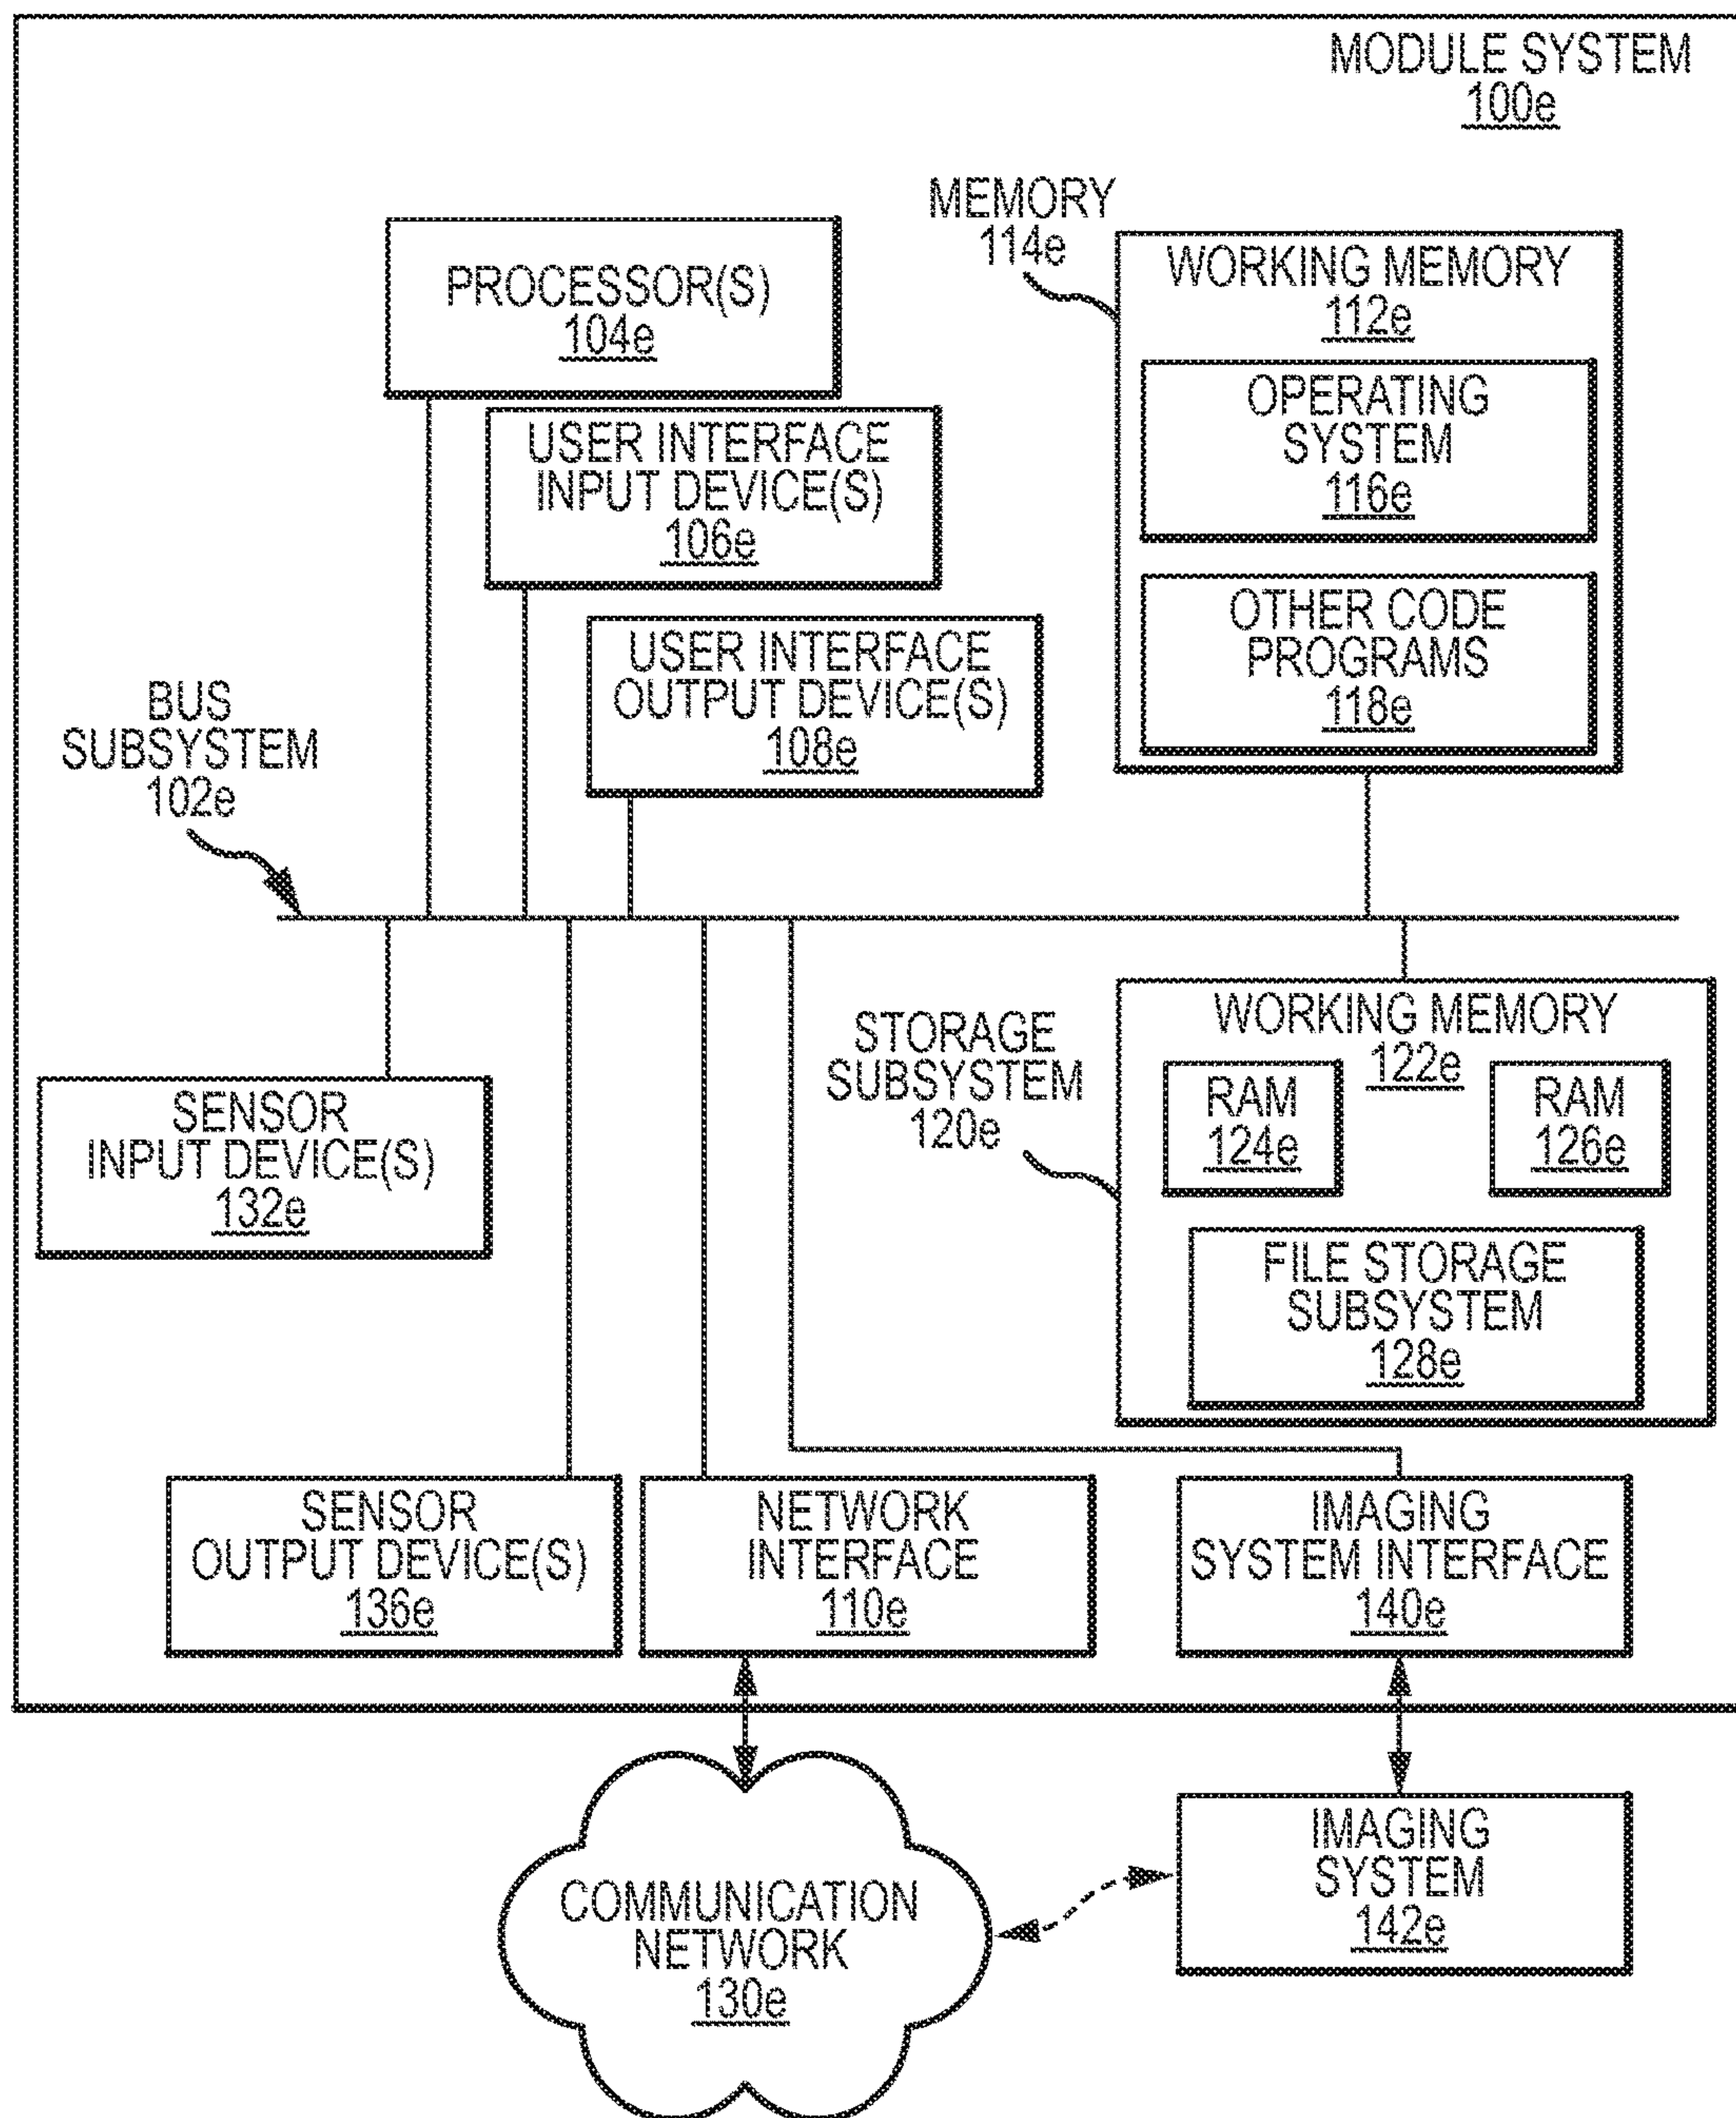 MODULE SYSTEM
100e
MEMORY
114e
PROCESSOR(S)
104e
WORKING MEMORY
112e
OPERATING
SYSTEM
116e
USER INTERFACE
INPUT DEVICE(S)
106e
OTHER CODE
PROGRAMS
118e
USER INTERFACE
OUTPUT DEVICE(S)
108e
BUS
SUBSYSTEM
102e
WORKING MEMORY
122e
STORAGE
SUBSYSTEM
120e
RAM
124e
RAM
126e
SENSOR
INPUT DEVICE(S)
132e
FILE STORAGE
SUBSYSTEM
128e
SENSOR
OUTPUT DEVICE(S)
136e
NETWORK
INTERFACE
110e
IMAGING
SYSTEM INTERFACE
140e
COMMUNICATION
NETWORK
130e
IMAGING
SYSTEM
142e